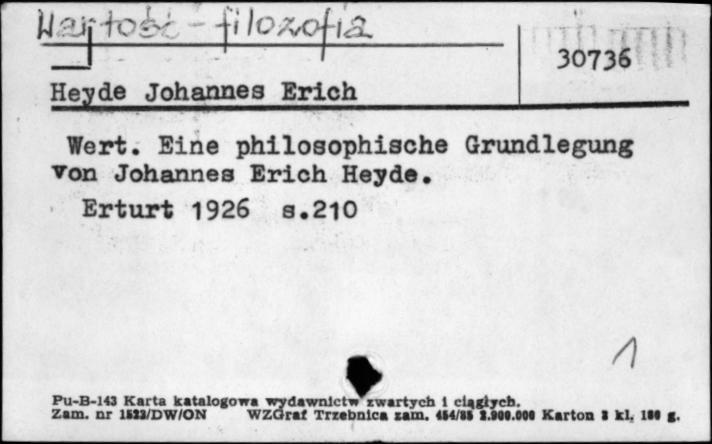 Wartość - filozofia
30736
Heyde Johannes Erich
Wert. Eine philosophische Grundlegung
von Johannes Erich Heyde.
Erturt 1926 s.210
1
Pu-B-143 Karta katalogowa wydawnictw zwartych i ciągłych.
Zam. nr 1522/DW/ON WZGraf Trzebnica zam. 454/85 2.900.000 Karton 3 kl. 180 g.